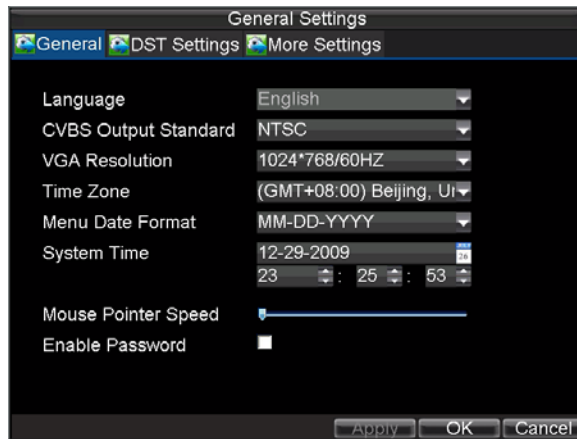 General Settings
General DST Settings More Settings
Language English
CVBS Output Standard NTSC
VGA Resolution 1024*768/60HZ
Time Zone (GMT+08:00) Beijing,
Menu Date Format MM-DD-YYYY
System Time 12-29-2009
26
23 : 25 : 53
Mouse Pointer Speed
Enable Password
Apply OK Cancel